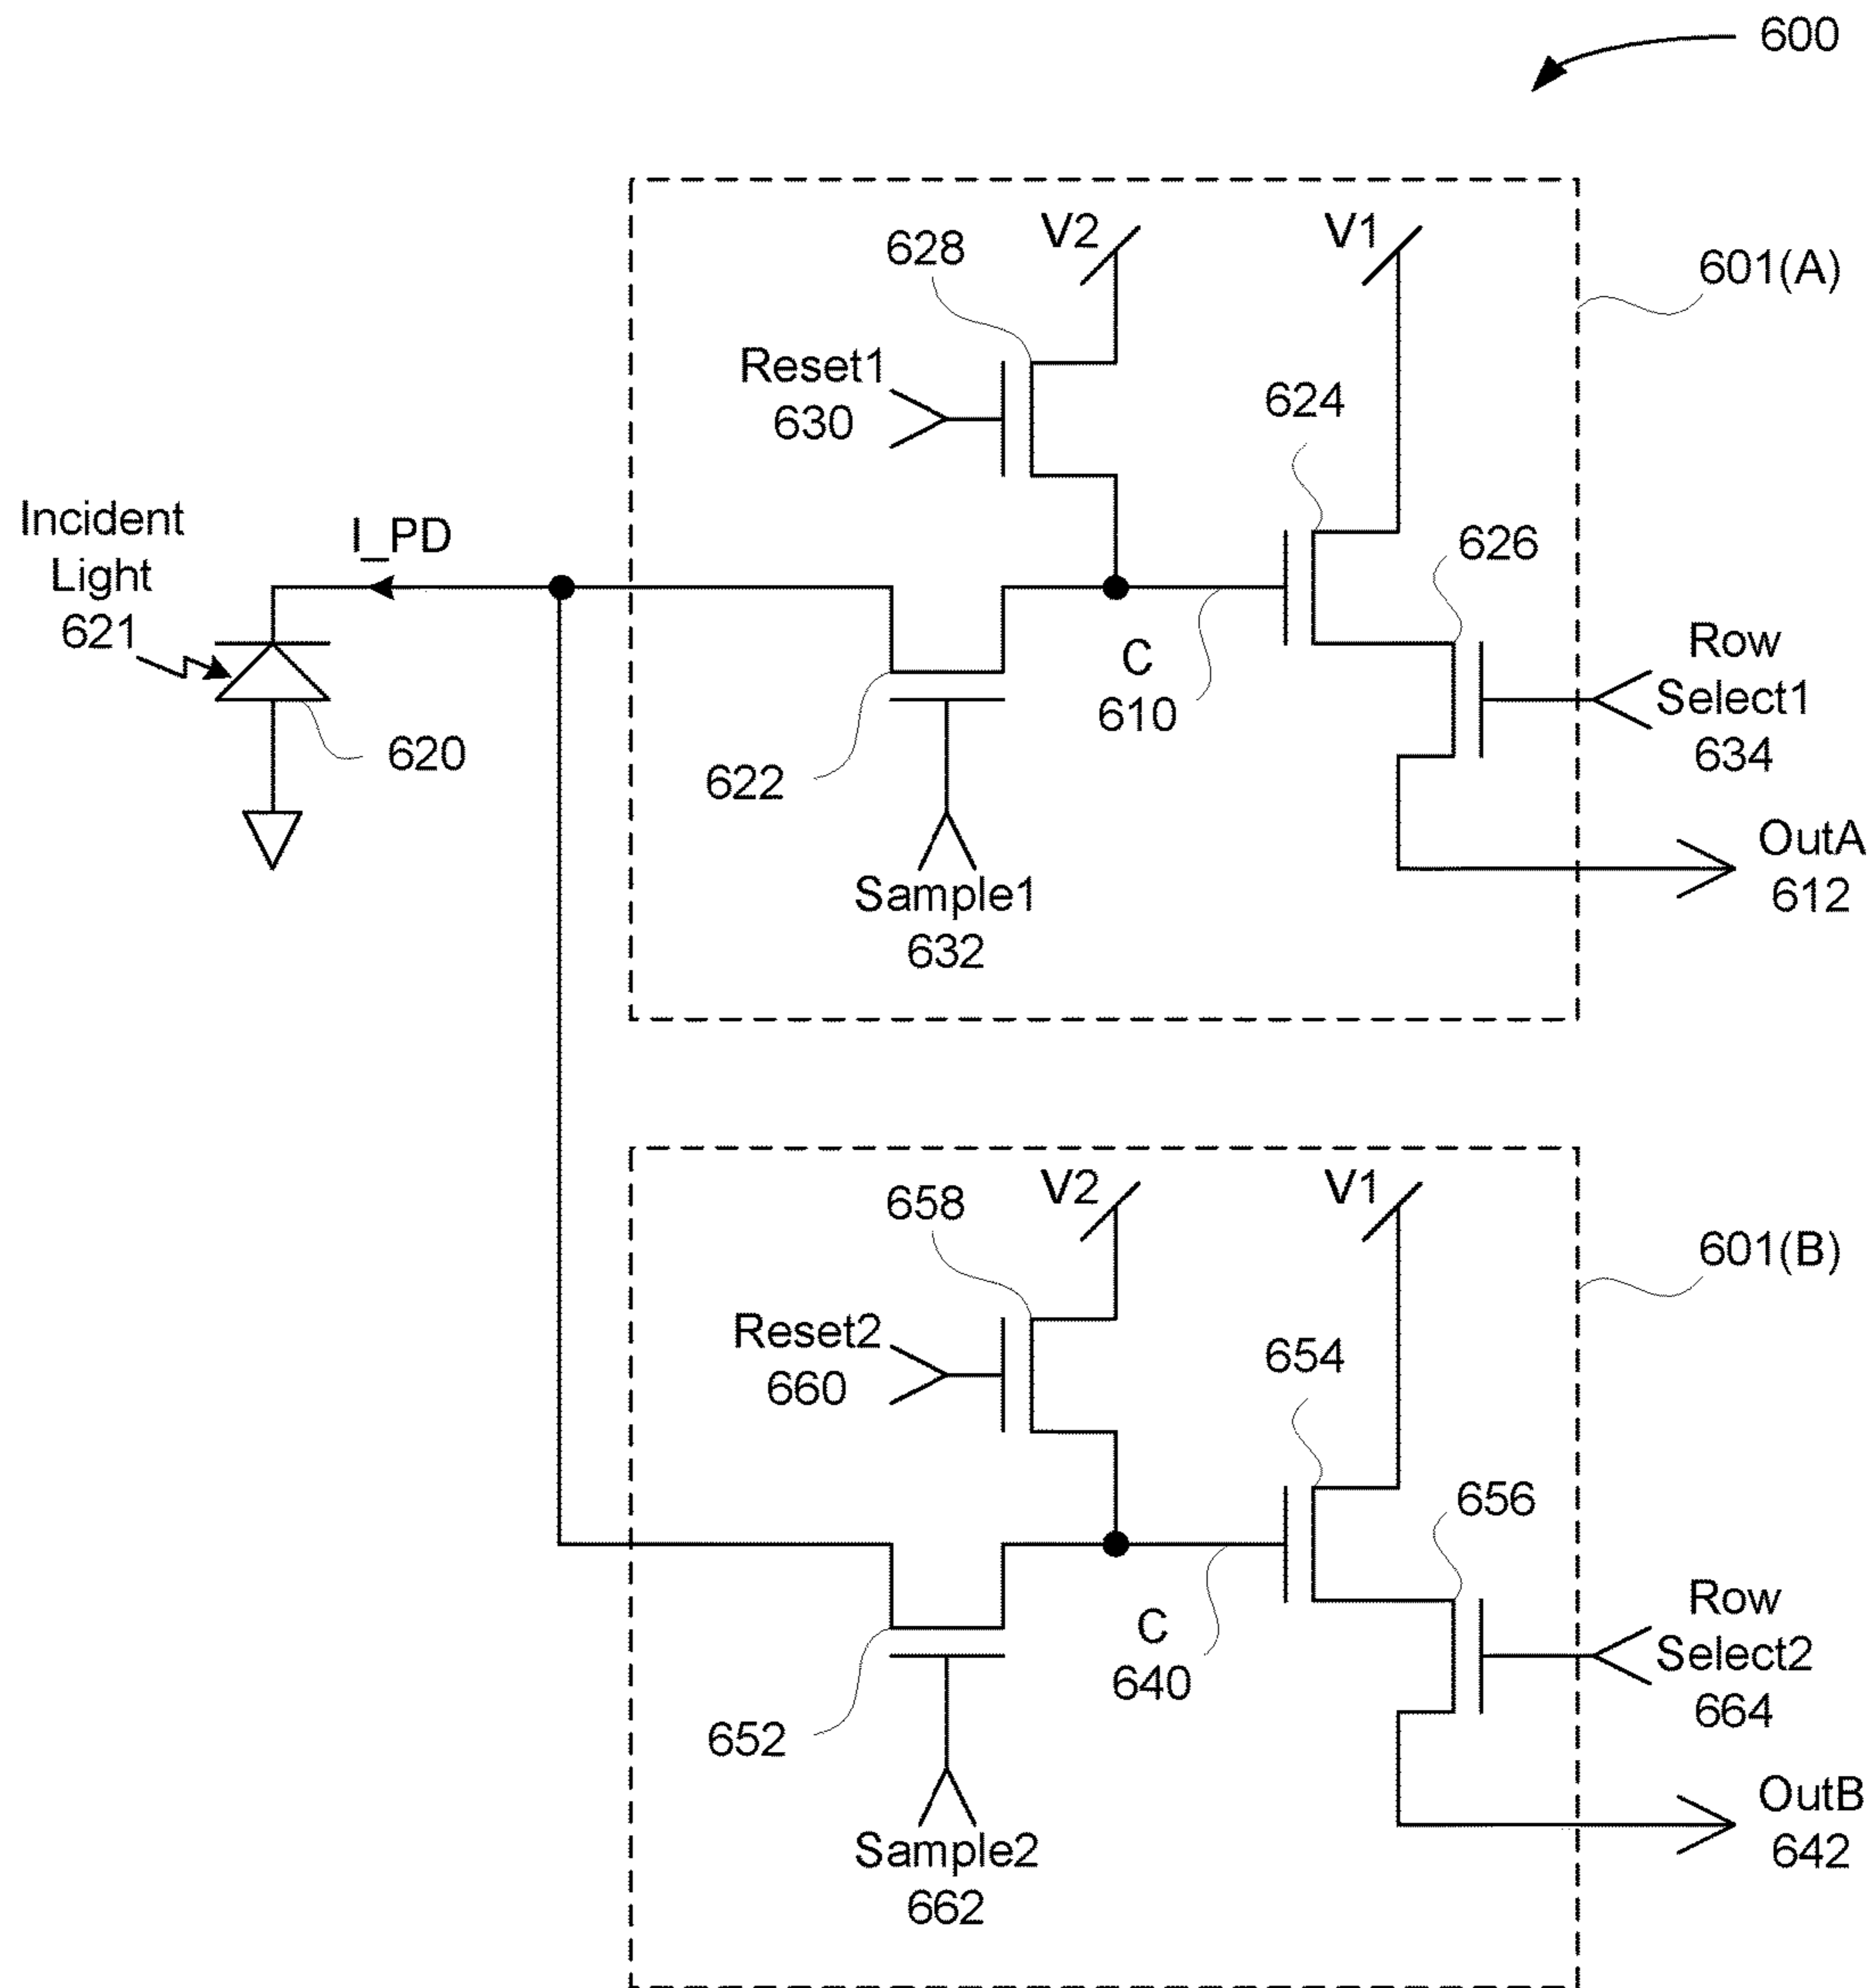 600
V2
V1
628
601(A)
Reset1
630
624
Incident
Light
621
I_PD
626
Row
Select1
634
C
610
620
622
OutA
612
Sample1
632
V2
V1
658
601(B)
Reset2
660
654
656
Row
Select2
664
C
640
652
OutB
642
Sample2
662